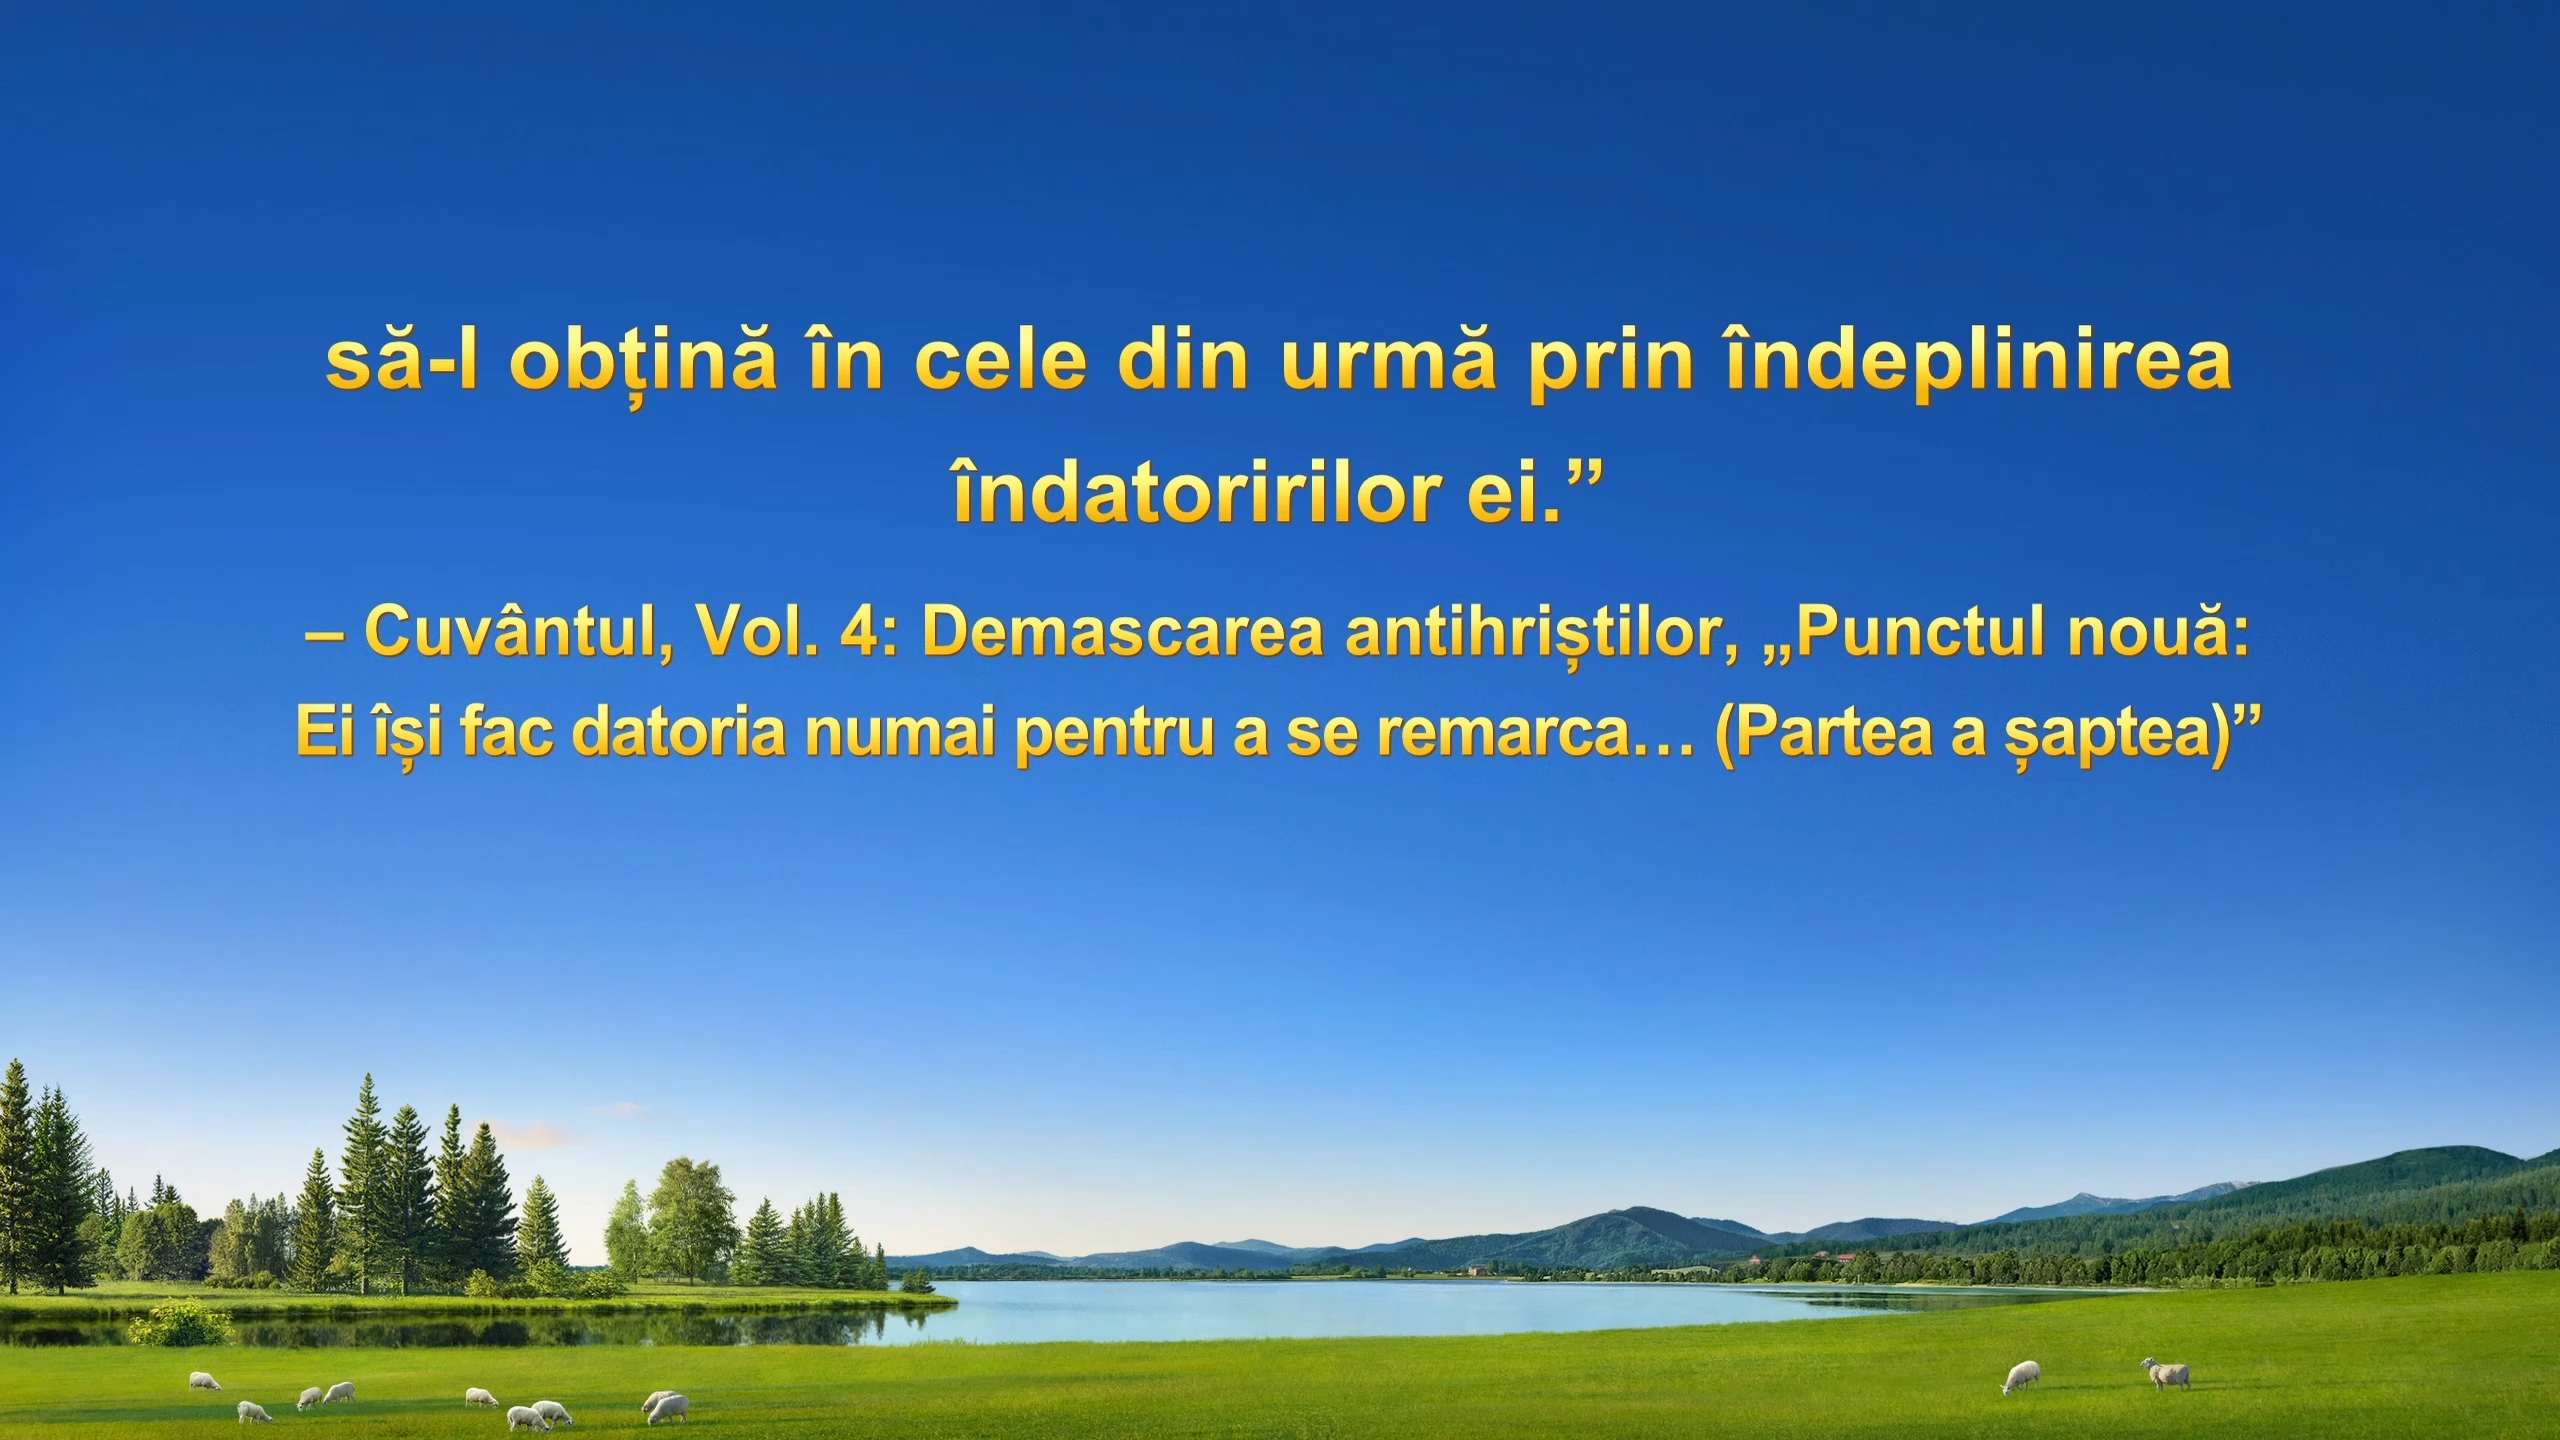 să-l obțină în cele din urmă prin îndeplinirea
îndatoririlor ei.”
– Cuvântul, Vol. 4: Demascarea antihriștilor, „Punctul nouă:
Ei își fac datoria numai pentru a se remarca… (Partea a șaptea)”